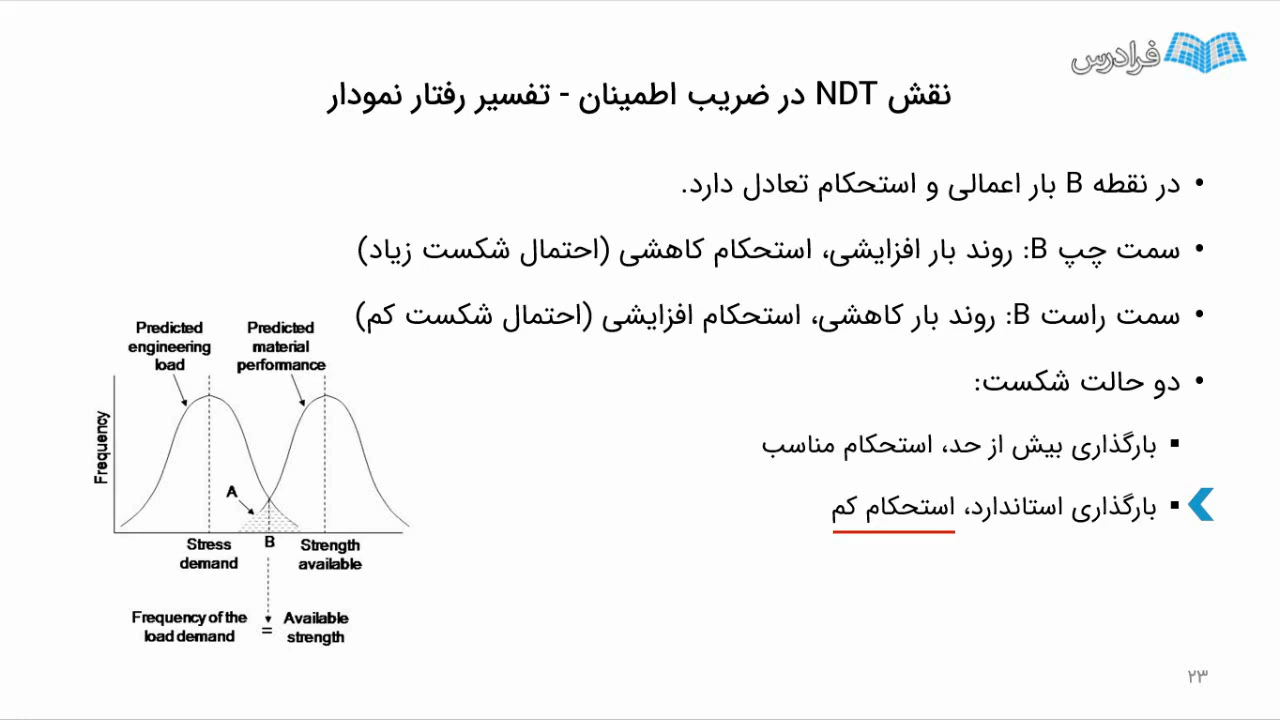 فرادرس
نقش NDT در ضریب اطمینان - تفسیر رفتار نمودار
• در نقطه B بار اعمالی و استحکام تعادل دارد.
• سمت چپ B: روند بار افزایشی، استحکام کاهشی (احتمال شکست زیاد)
• سمت راست B: روند بار کاهشی، استحکام افزایشی (احتمال شکست کم)
• دو حالت شکست:
▪ بارگذاری بیش از حد، استحکام مناسب
▪ بارگذاری استاندارد، استحکام کم
Predicted
engineering
load
Predicted
material
performance
Frequency
A
Stress
demand
B
Strength
available
Frequency of the
load demand
=
Available
strength
۲۳